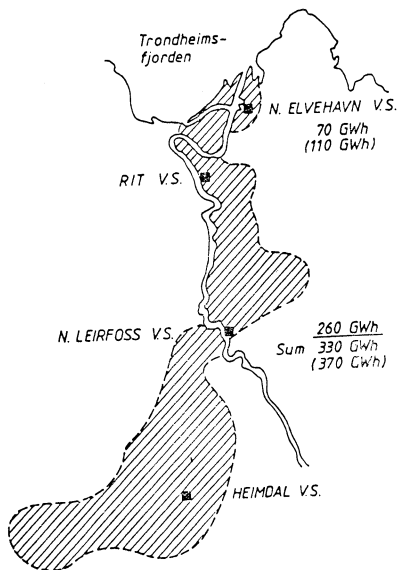 Trondheims-
fjorden
N. ELVEHAVN V.S.
70 GWh
(110 GWh)
RIT V.S.
N. LEIRFOSS V.S.
260 GWh
Sum 330 GWh
(370 GWh)
HEIMDAL V.S.